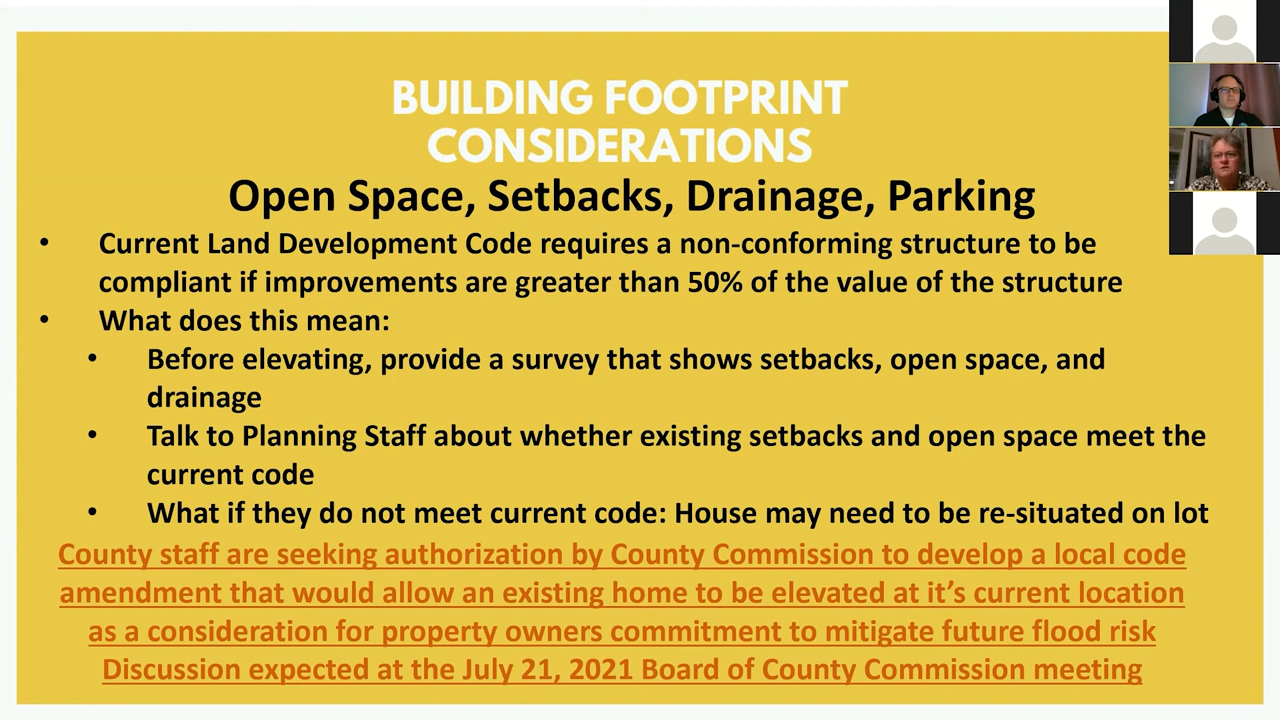 BUILDING FOOTPRINT
CONSIDERATIONS
Open Space, Setbacks, Drainage, Parking
• Current Land Development Code requires a non-conforming structure to be
compliant if improvements are greater than 50% of the value of the structure
• What does this mean:
• Before elevating, provide a survey that shows setbacks, open space, and
drainage
• Talk to Planning Staff about whether existing setbacks and open space meet the
current code
• What if they do not meet current code: House may need to be re-situated on lot
County staff are seeking authorization by County Commission to develop a local code
amendment that would allow an existing home to be elevated at it’s current location
as a consideration for property owners commitment to mitigate future flood risk
Discussion expected at the July 21, 2021 Board of County Commission meeting